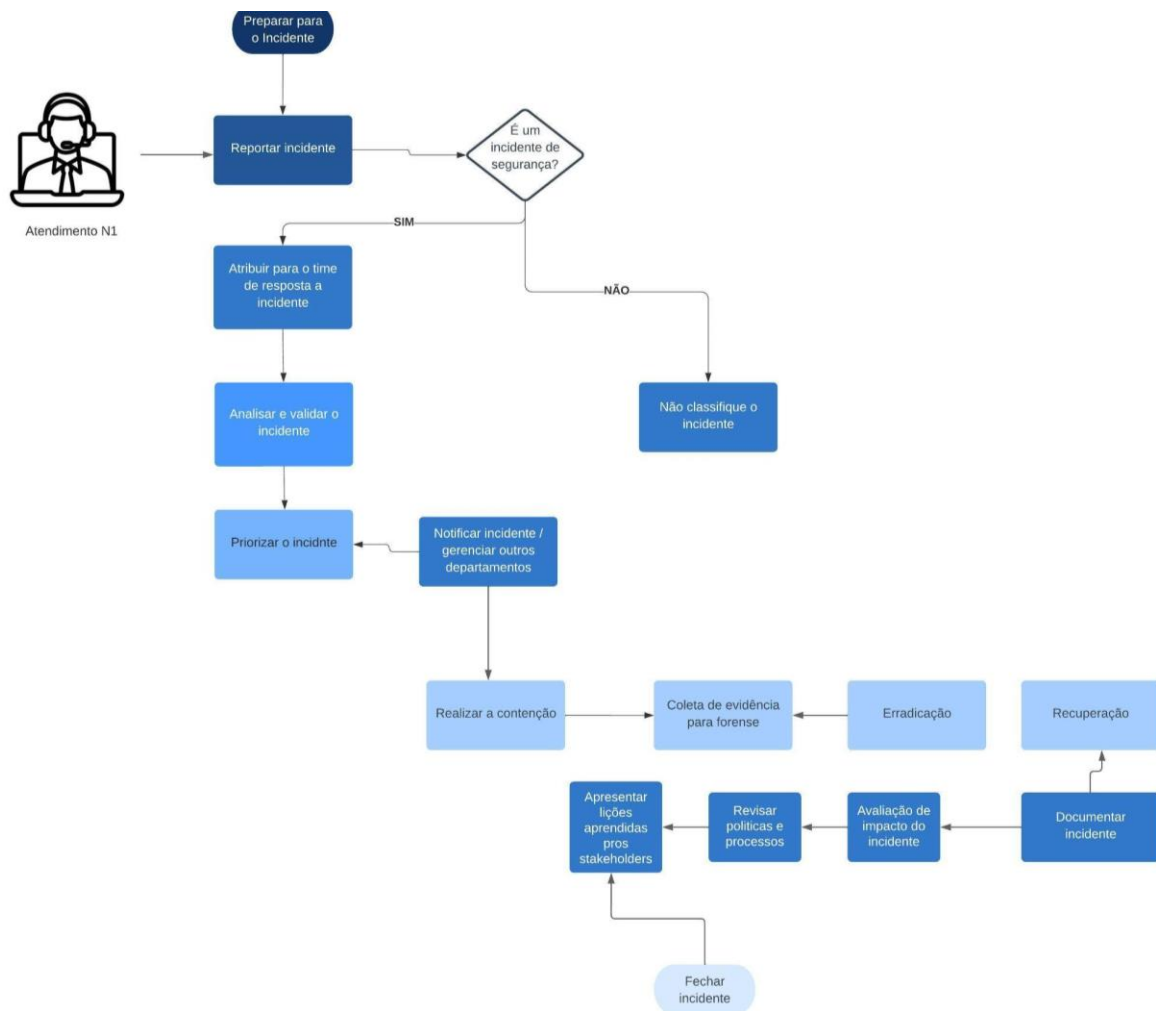 Preparar para
o Incidente
Reportar incidente
É um
incidente de
segurança?
Atendimento N1
SIM
Atribuir para o time
de resposta a
incidente
NÃO
Analisar e validar o
incidente
Não classifique o
incidente
Priorizar o incidnte
Notificar incidente /
gerenciar outros
departamentos
Realizar a contenção
Coleta de evidência
para forense
Erradicação
Recuperação
Apresentar
lições
aprendidas
pros
stakeholders
Revisar
politicas e
processos
Avaliação de
impacto do
incidente
Documentar
incidente
Fechar
incidente